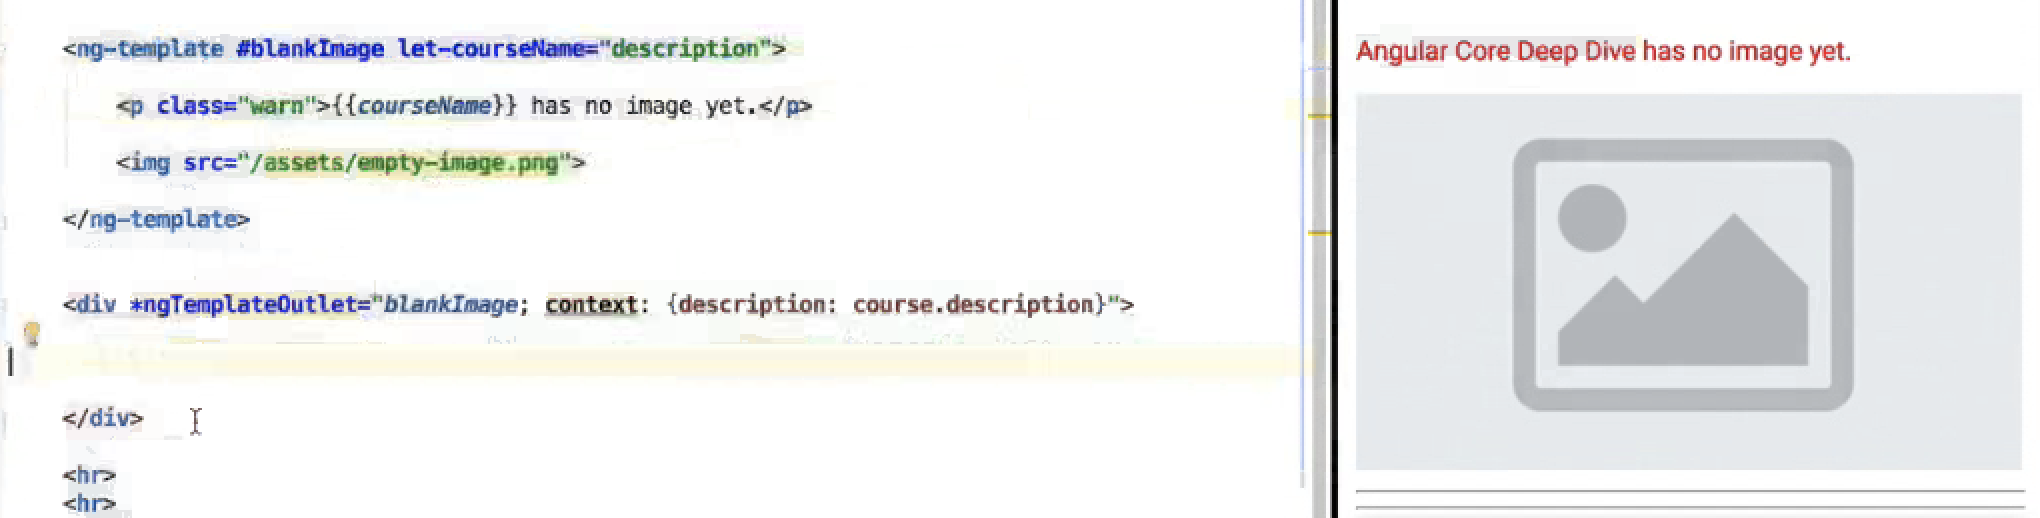 <ng-template #blankImage let-courseName="description">
<p class="warn">{{courseName}} has no image yet.</p>
<img src="/assets/empty-image.png">
</ng-template>
<div *ngTemplateOutlet="blankImage; context: {description: course.description}">
</div>
<hr>
<hr>
Angular Core Deep Dive has no image yet.